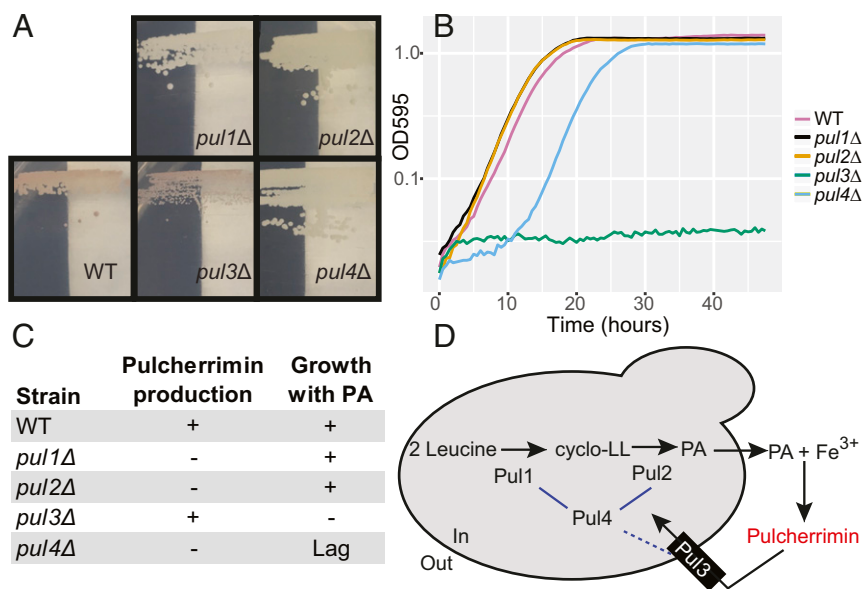 A
pul1Δ
pul2Δ
WT
pul3Δ
pul4Δ
B
OD595
1.0
0.1
0
10
20
30
40
Time (hours)
WT
pul1Δ
pul2Δ
pul3Δ
pul4Δ
C
Strain Pulcherrimin production Growth with PA
WT + +
pul1Δ - +
pul2Δ - +
pul3Δ + -
pul4Δ - Lag
D
2 Leucine cyclo-LL PA PA + Fe³⁺
Pul1 Pul2
Pul4
In
Out
Pul3
Pulcherrimin